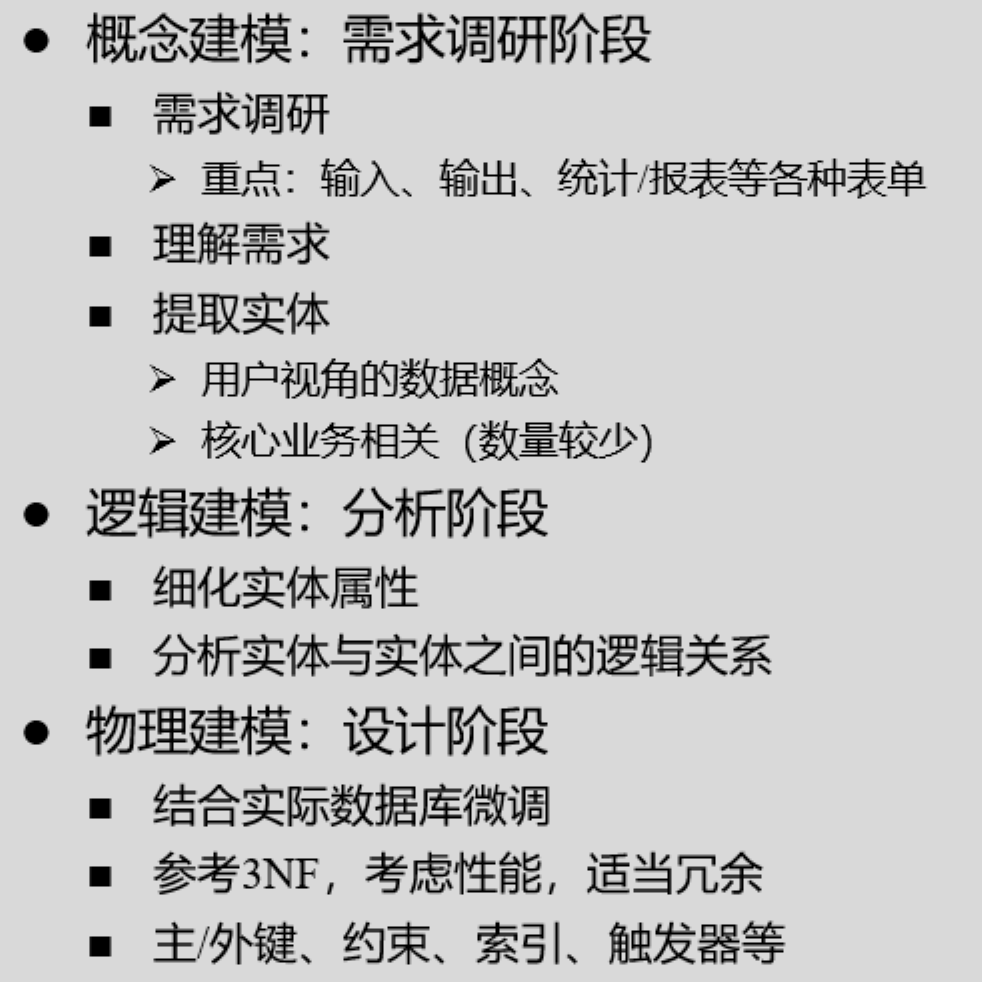 ● 概念建模：需求调研阶段
■ 需求调研
➢ 重点：输入、输出、统计/报表等各种表单
■ 理解需求
■ 提取实体
➢ 用户视角的数据概念
➢ 核心业务相关（数量较少）
● 逻辑建模：分析阶段
■ 细化实体属性
■ 分析实体与实体之间的逻辑关系
● 物理建模：设计阶段
■ 结合实际数据库微调
■ 参考3NF，考虑性能，适当冗余
■ 主/外键、约束、索引、触发器等